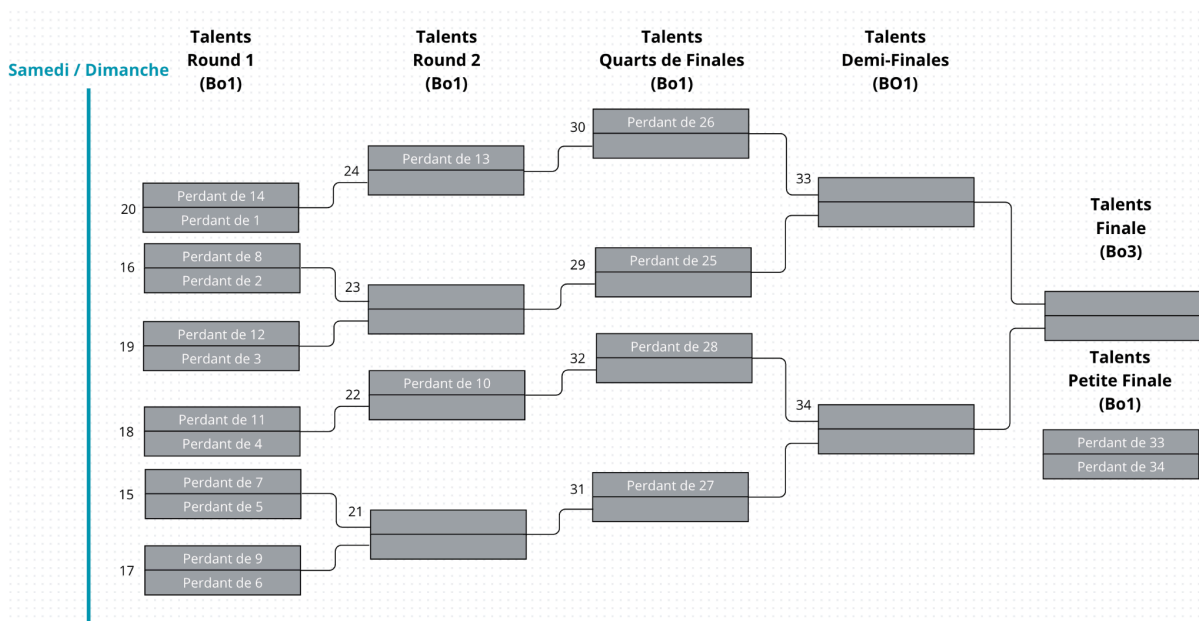 Samedi / Dimanche
Talents
Round 1
(Bo1)
Talents
Round 2
(Bo1)
Talents
Quarts de Finales
(Bo1)
Talents
Demi-Finales
(BO1)
20
Perdant de 14
Perdant de 1
16
Perdant de 8
Perdant de 2
19
Perdant de 12
Perdant de 3
18
Perdant de 11
Perdant de 4
15
Perdant de 7
Perdant de 5
17
Perdant de 9
Perdant de 6
24
Perdant de 13
23
22
Perdant de 10
21
30
Perdant de 26
29
Perdant de 25
32
Perdant de 28
31
Perdant de 27
33
34
Talents
Finale
(Bo3)
Talents
Petite Finale
(Bo1)
Perdant de 33
Perdant de 34